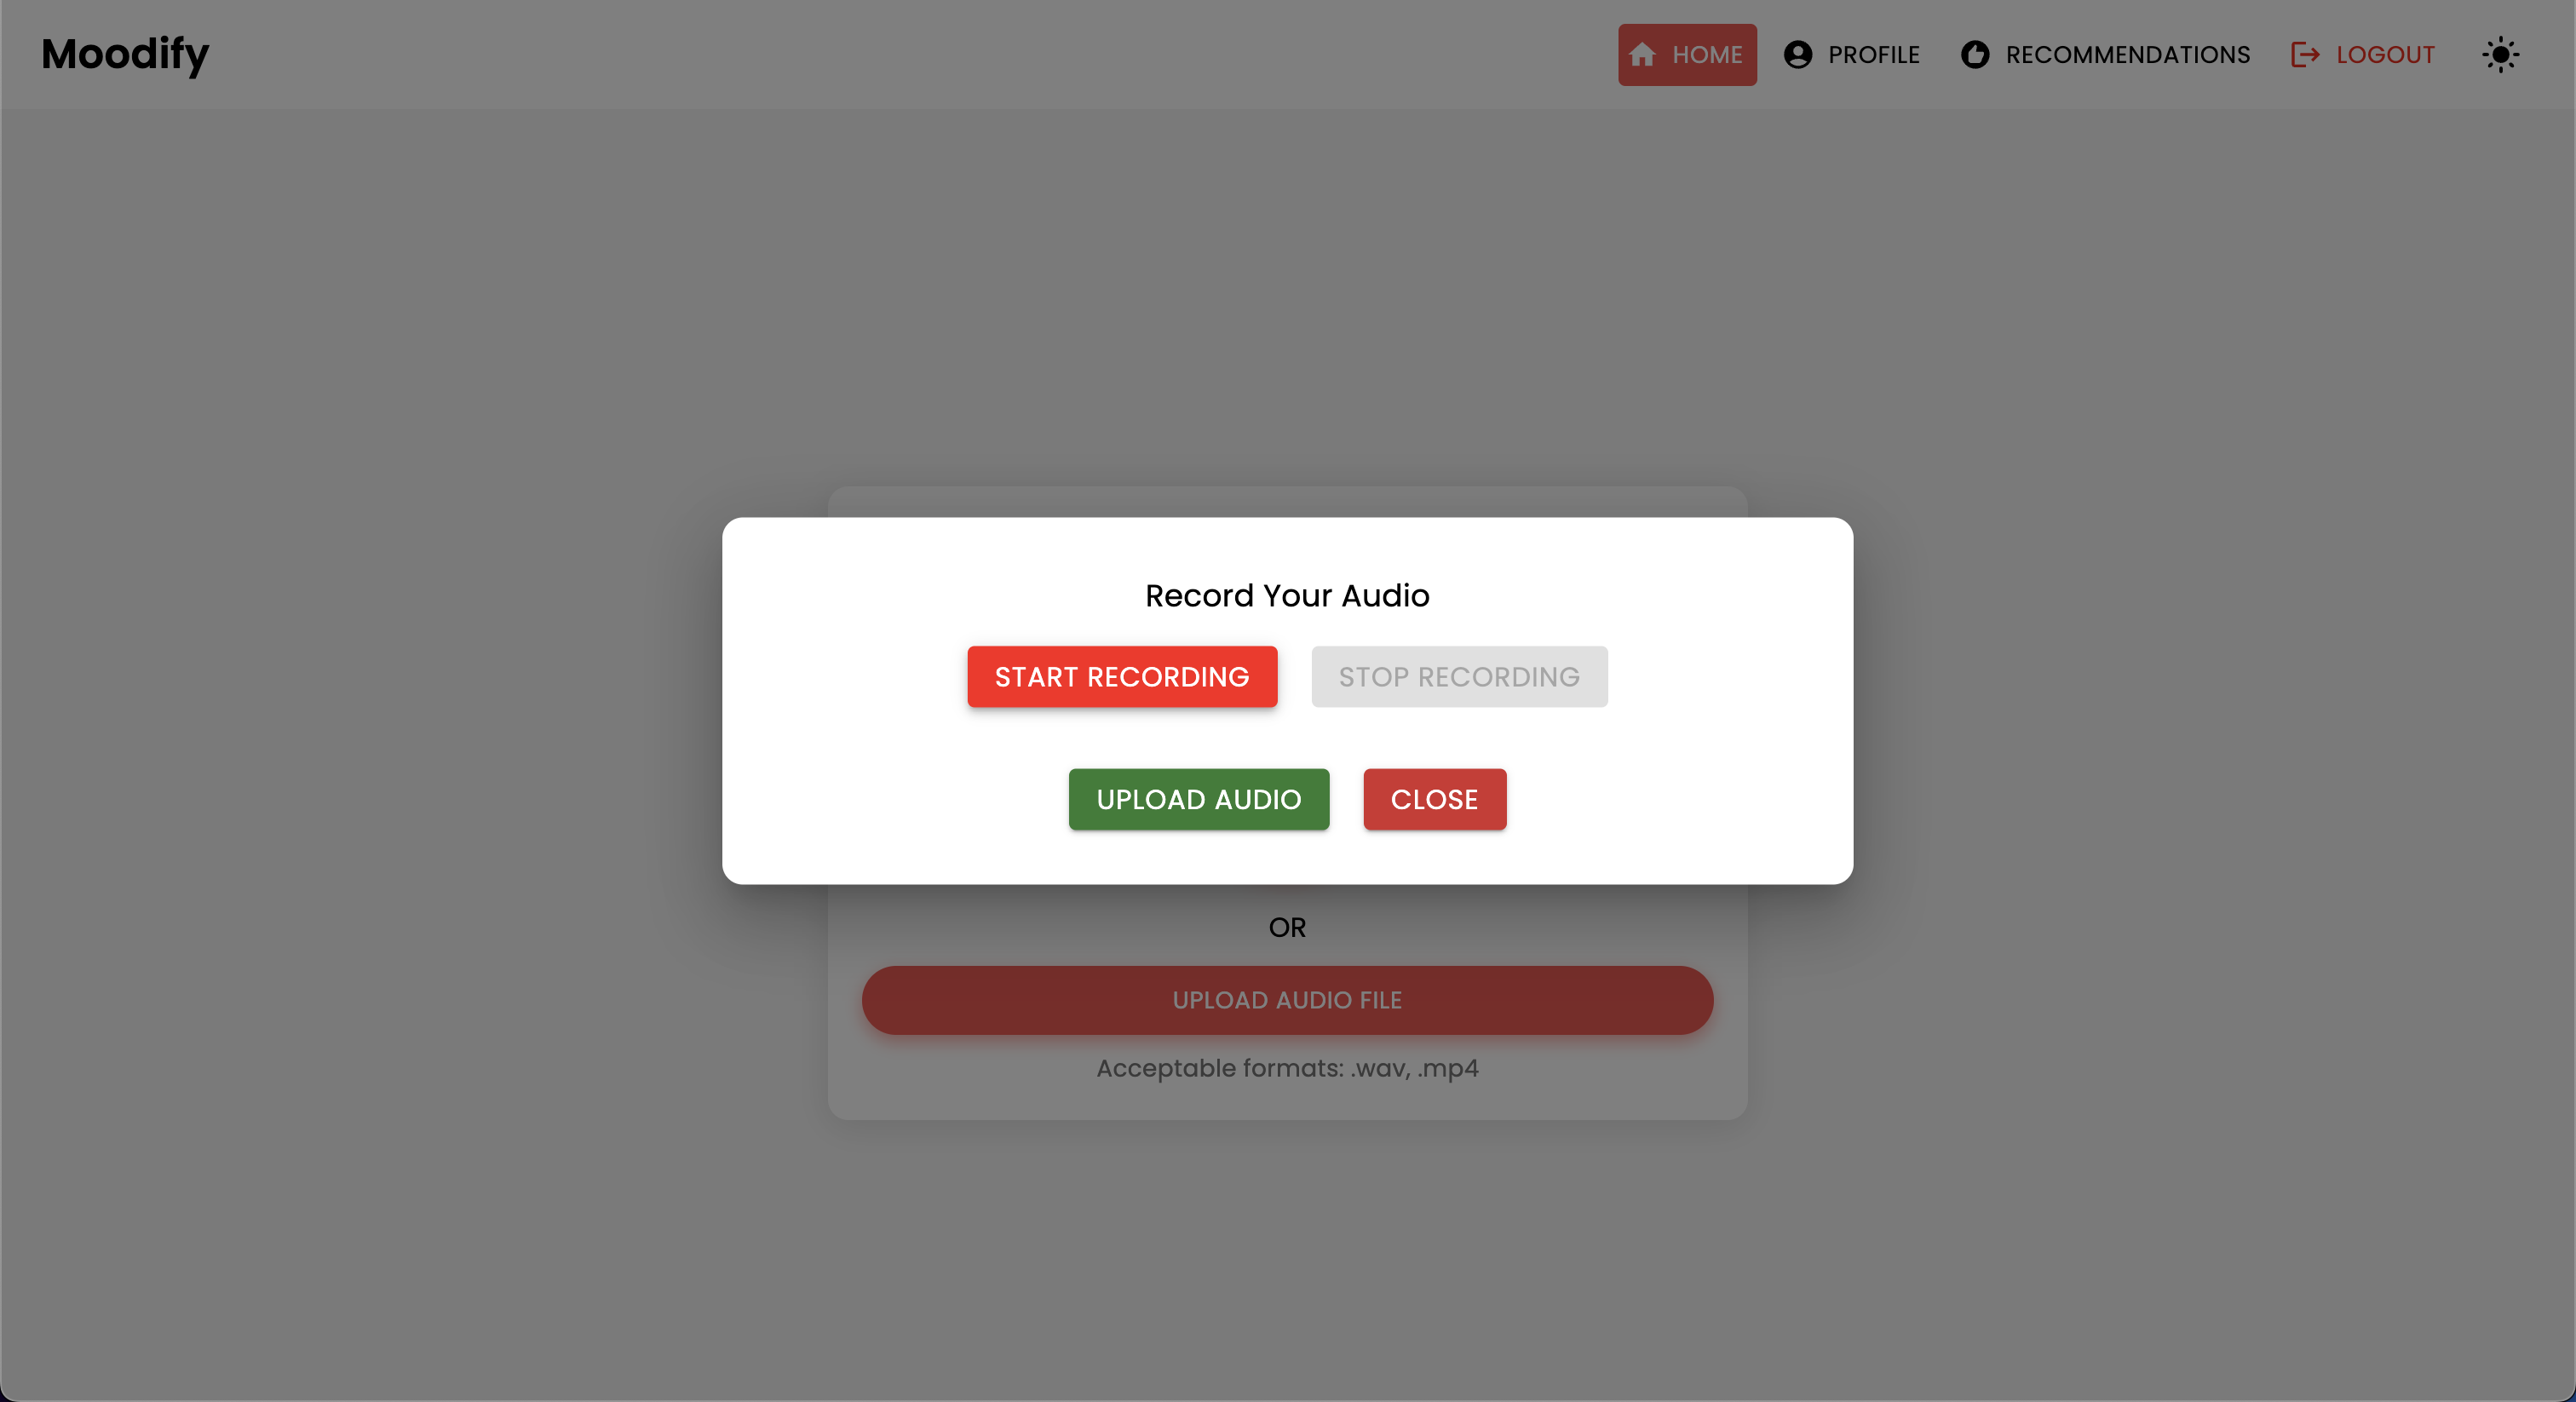 Moodify
HOME PROFILE RECOMMENDATIONS LOGOUT
Record Your Audio
START RECORDING STOP RECORDING
UPLOAD AUDIO CLOSE
OR
UPLOAD AUDIO FILE
Acceptable formats: .wav, .mp4